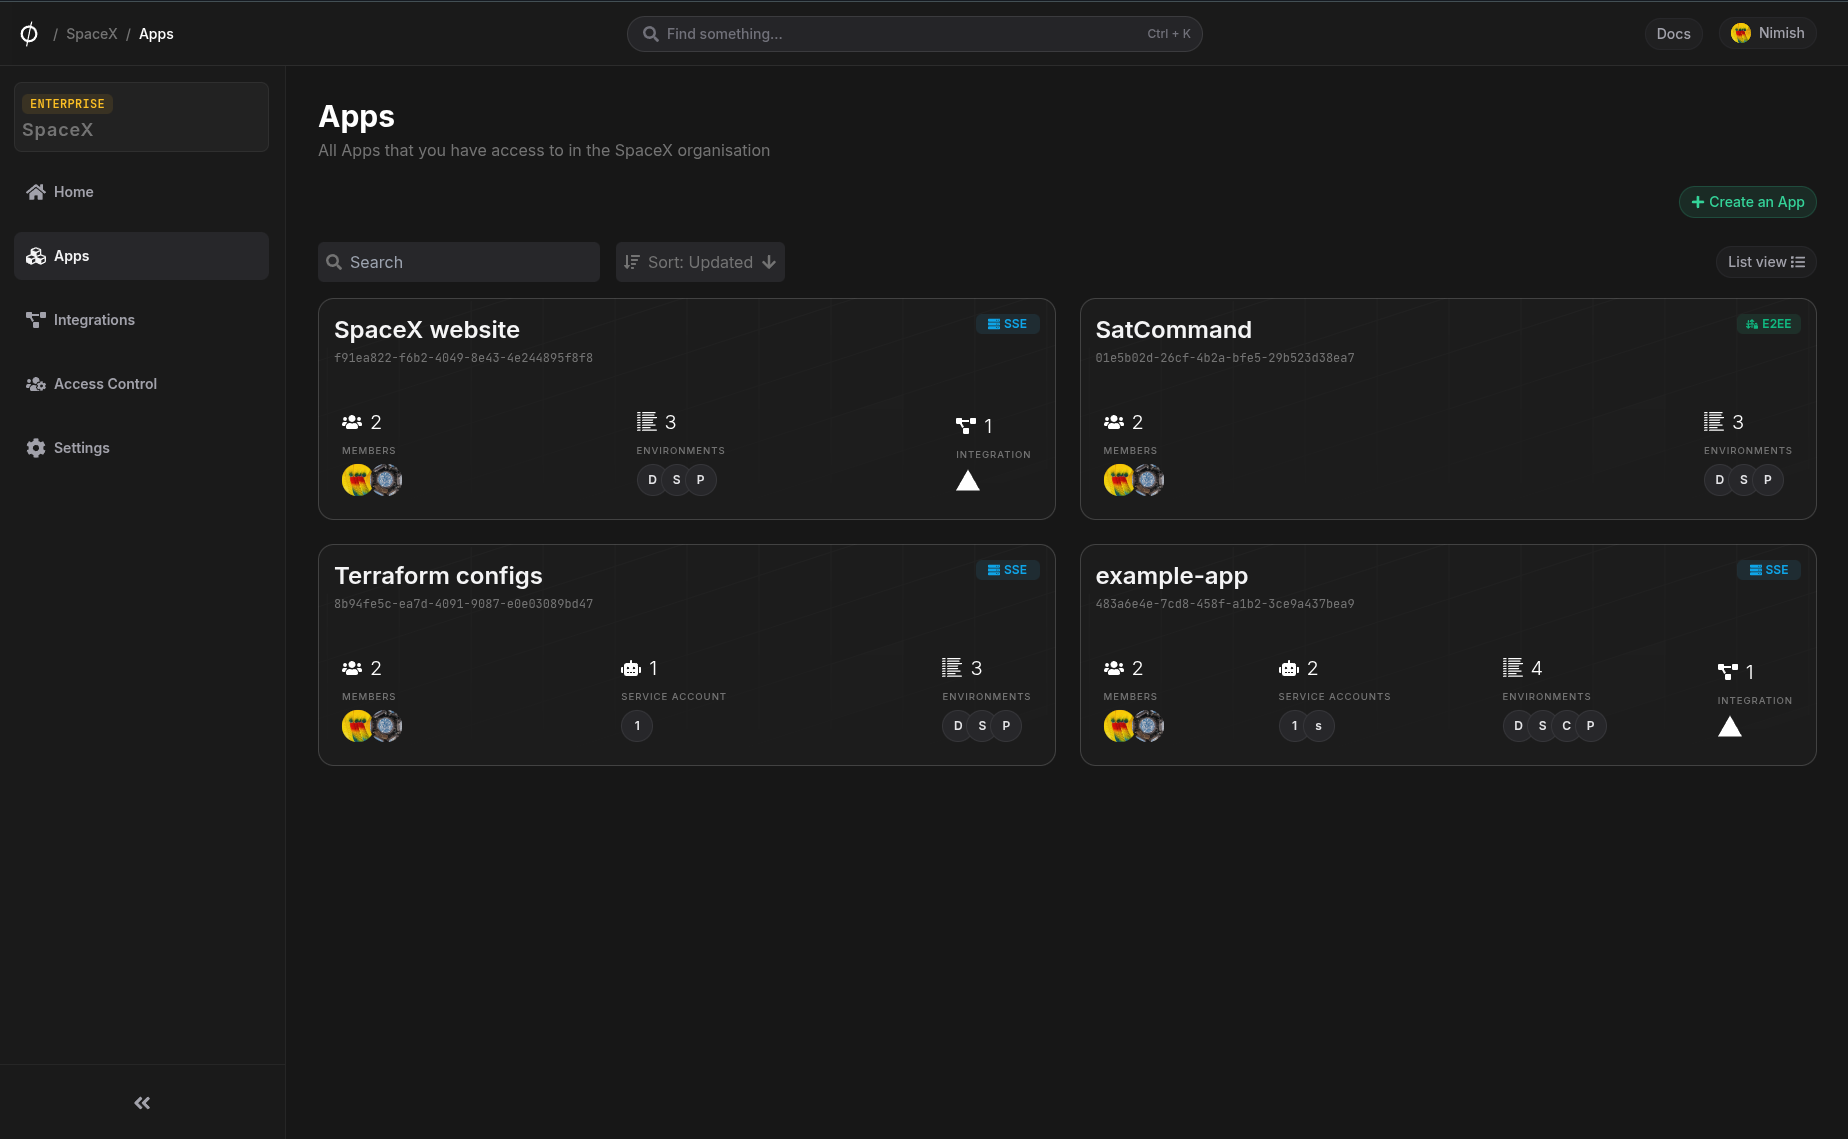 / SpaceX / Apps
Find something...
Ctrl + K
Docs
Nimish
ENTERPRISE
SpaceX
Home
Apps
Integrations
Access Control
Settings
Apps
All Apps that you have access to in the SpaceX organisation
+ Create an App
Search
Sort: Updated
List view
SpaceX website
SSE
f91ea822-f6b2-4049-8e43-4e244895f8f8
2
MEMBERS
3
ENVIRONMENTS
D S P
1
INTEGRATION
SatCommand
E2EE
01e5b02d-26cf-4b2a-bfe5-29b523d38ea7
2
MEMBERS
3
ENVIRONMENTS
D S P
Terraform configs
SSE
8b94fe5c-ea7d-4091-9087-e0e03089bd47
2
MEMBERS
1
SERVICE ACCOUNT
1
3
ENVIRONMENTS
D S P
example-app
SSE
483a6e4e-7cd8-458f-a1b2-3ce9a437bea9
2
MEMBERS
2
SERVICE ACCOUNTS
1 s
4
ENVIRONMENTS
D S C P
1
INTEGRATION